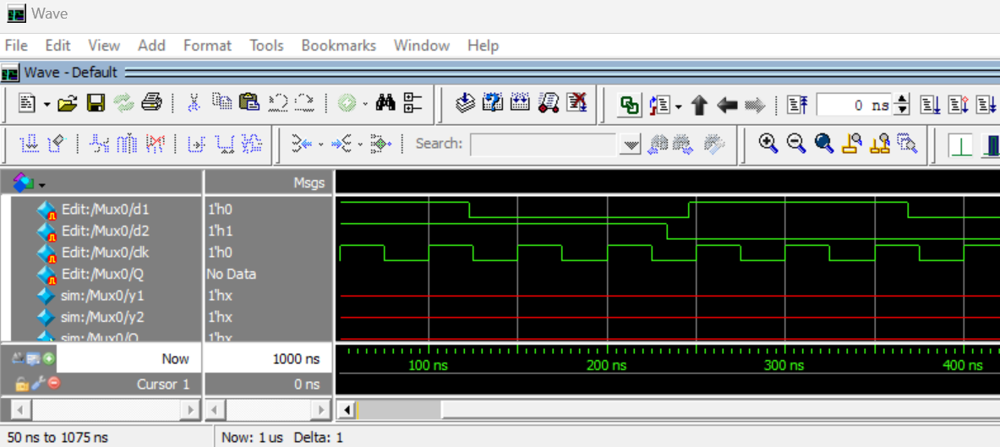 Wave
File Edit View Add Format Tools Bookmarks Window Help
Wave - Default
0 ns
Search:
Msgs
Edit:/Mux0/d1 1'h0
Edit:/Mux0/d2 1'h1
Edit:/Mux0/clk 1'h0
Edit:/Mux0/Q No Data
sim:/Mux0/y1 1'hx
sim:/Mux0/y2 1'hx
sim:/Mux0/Q 1'hx
Now 1000 ns
100 ns 200 ns 300 ns 400 ns
Cursor 1 0 ns
50 ns to 1075 ns Now: 1 us Delta: 1